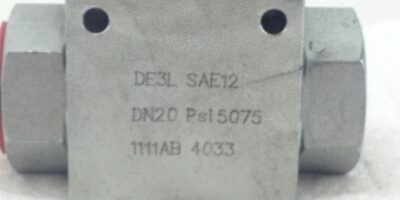 DE3L SAE12
DN20 Psi 5075
1111AB 4033